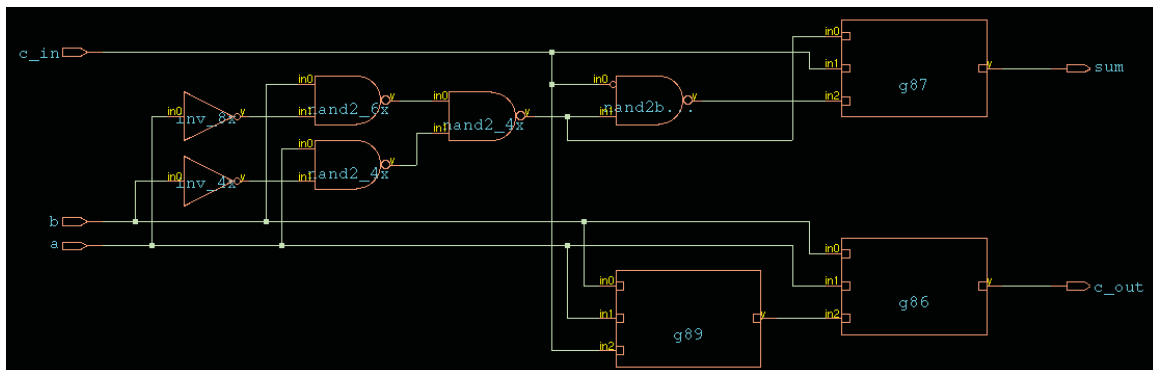 c_in
in0
in1
in2
y
g87
sum
in0
in1
y
nand2_6x
in0
inv_8x
y
in0
in1
y
nand2_4x
in0
in1
y
nand2b...
in0
in1
y
nand2_4x
in0
inv_4x
y
b
a
in0
in1
in2
y
g89
in0
in1
in2
y
g86
c_out